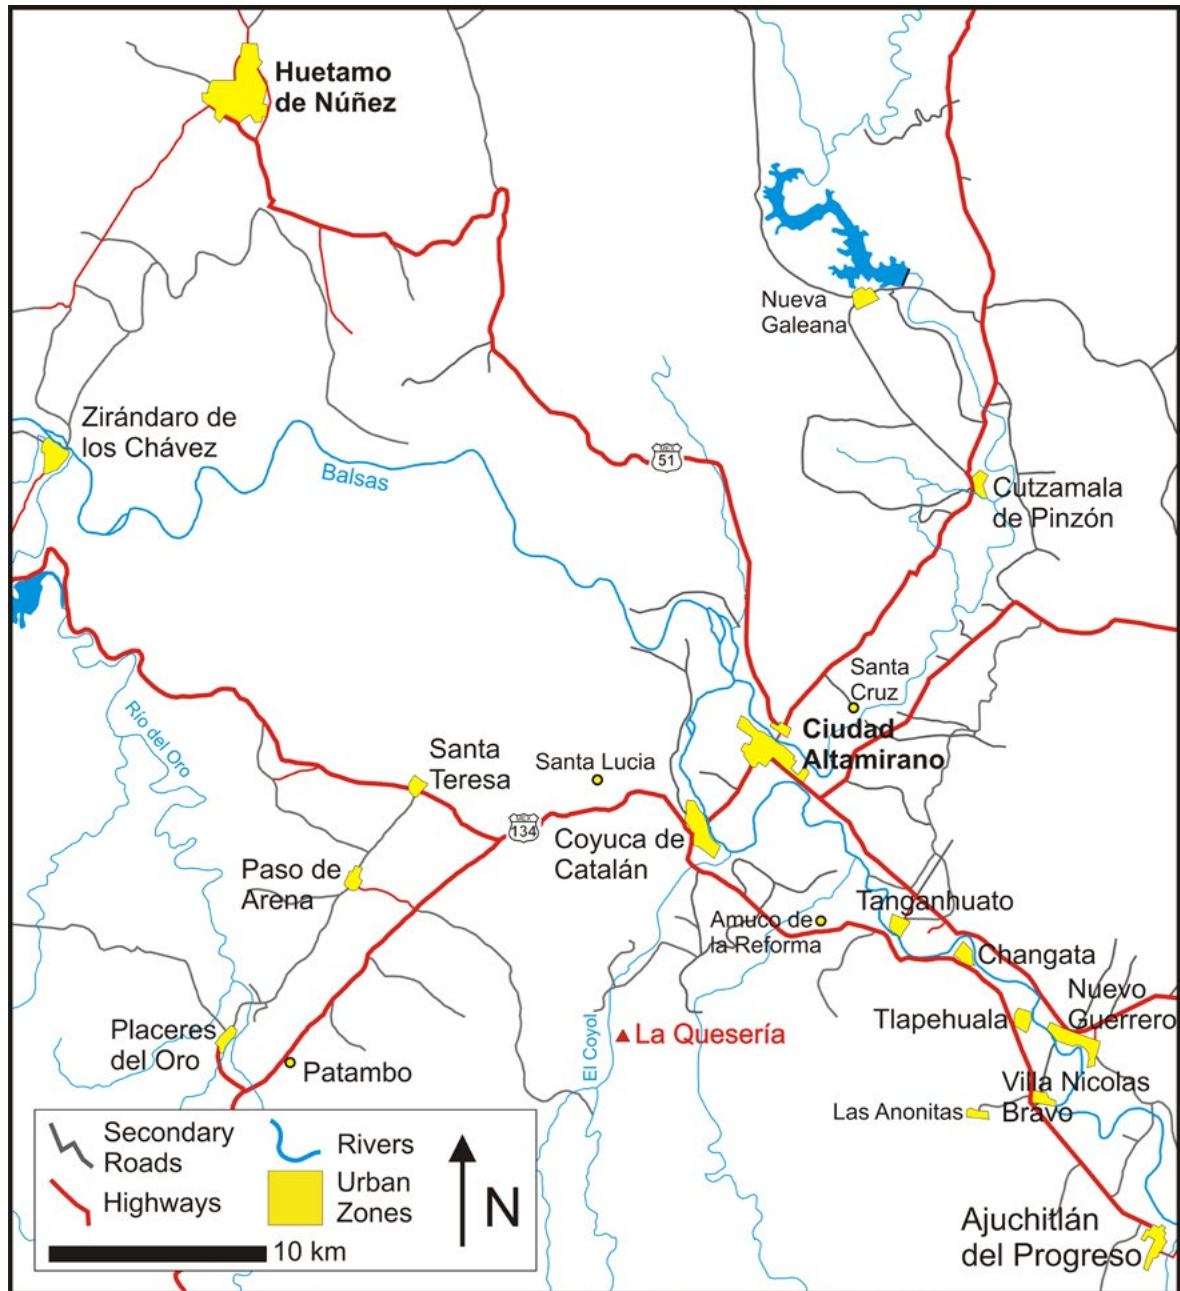 Huetamo
de Núñez
Nueva
Galeana
Zirándaro de
los Chávez
Balsas
51
Cutzamala
de Pinzón
Santa
Cruz
Río del Oro
Ciudad
Altamirano
Santa
Teresa
Santa Lucia
134
Coyuca de
Catalán
Paso de
Arena
Tanganhuato
Amuco de
la Reforma
Changata
Nuevo
Guerrero
Tlapehuala
Placeres
del Oro
El Coyol
La Quesería
Patambo
Villa Nicolas
Bravo
Las Anonitas
Secondary
Roads
Rivers
Highways
Urban
Zones
N
10 km
Ajuchitlán
del Progreso